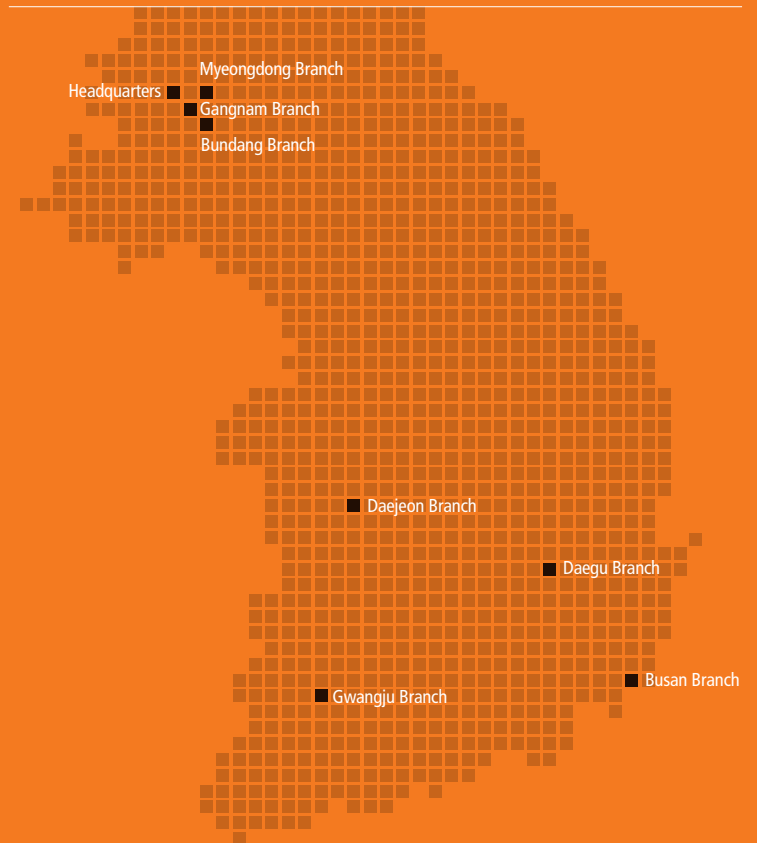 Myeongdong Branch
Headquarters
Gangnam Branch
Bundang Branch
Daejeon Branch
Daegu Branch
Busan Branch
Gwangju Branch